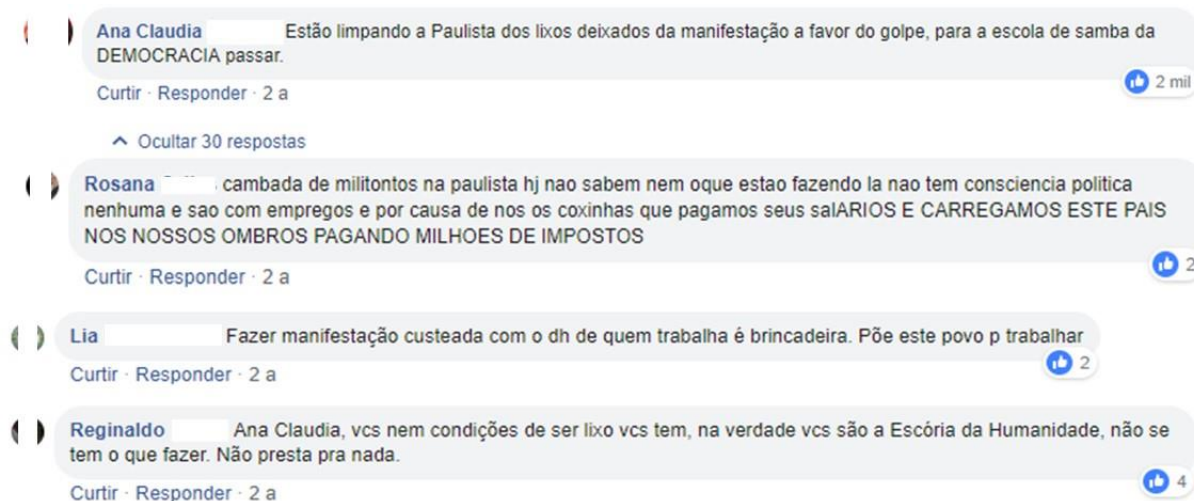 Ana Claudia Estão limpando a Paulista dos lixos deixados da manifestação a favor do golpe, para a escola de samba da
DEMOCRACIA passar.
2 mil
Curtir · Responder · 2 a
Ocultar 30 respostas
Rosana cambada de militontos na paulista hj nao sabem nem oque estao fazendo la nao tem consciencia politica
nenhuma e sao com empregos e por causa de nos os coxinhas que pagamos seus salARIOS E CARREGAMOS ESTE PAIS
NOS NOSSOS OMBROS PAGANDO MILHOES DE IMPOSTOS
2
Curtir · Responder · 2 a
Lia Fazer manifestação custeada com o dh de quem trabalha é brincadeira. Põe este povo p trabalhar
2
Curtir · Responder · 2 a
Reginaldo Ana Claudia, vcs nem condições de ser lixo vcs tem, na verdade vcs são a Escória da Humanidade, não se
tem o que fazer. Não presta pra nada.
4
Curtir · Responder · 2 a